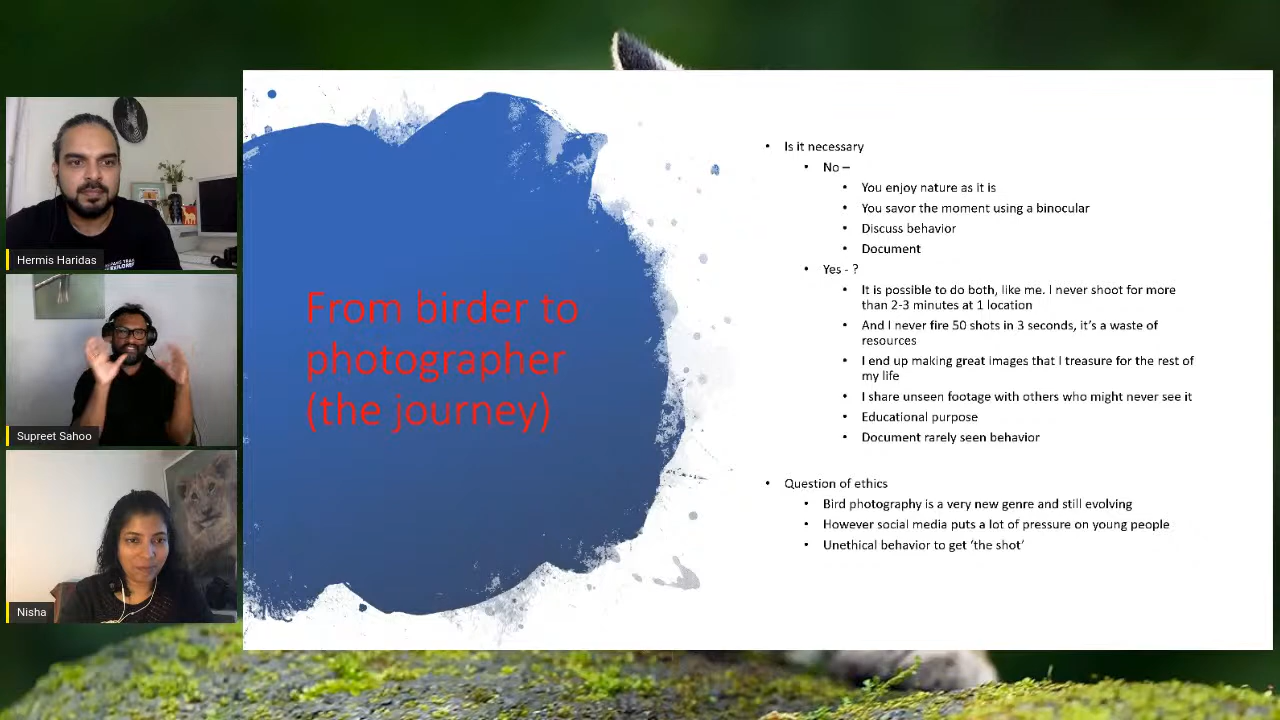 Hermis Haridas
Supreet Sahoo
Nisha
From birder to
photographer
(the journey)
• Is it necessary
• No –
• You enjoy nature as it is
• You savor the moment using a binocular
• Discuss behavior
• Document
• Yes - ?
• It is possible to do both, like me. I never shoot for more
than 2-3 minutes at 1 location
• And I never fire 50 shots in 3 seconds, it’s a waste of
resources
• I end up making great images that I treasure for the rest of
my life
• I share unseen footage with others who might never see it
• Educational purpose
• Document rarely seen behavior
• Question of ethics
• Bird photography is a very new genre and still evolving
• However social media puts a lot of pressure on young people
• Unethical behavior to get ‘the shot’